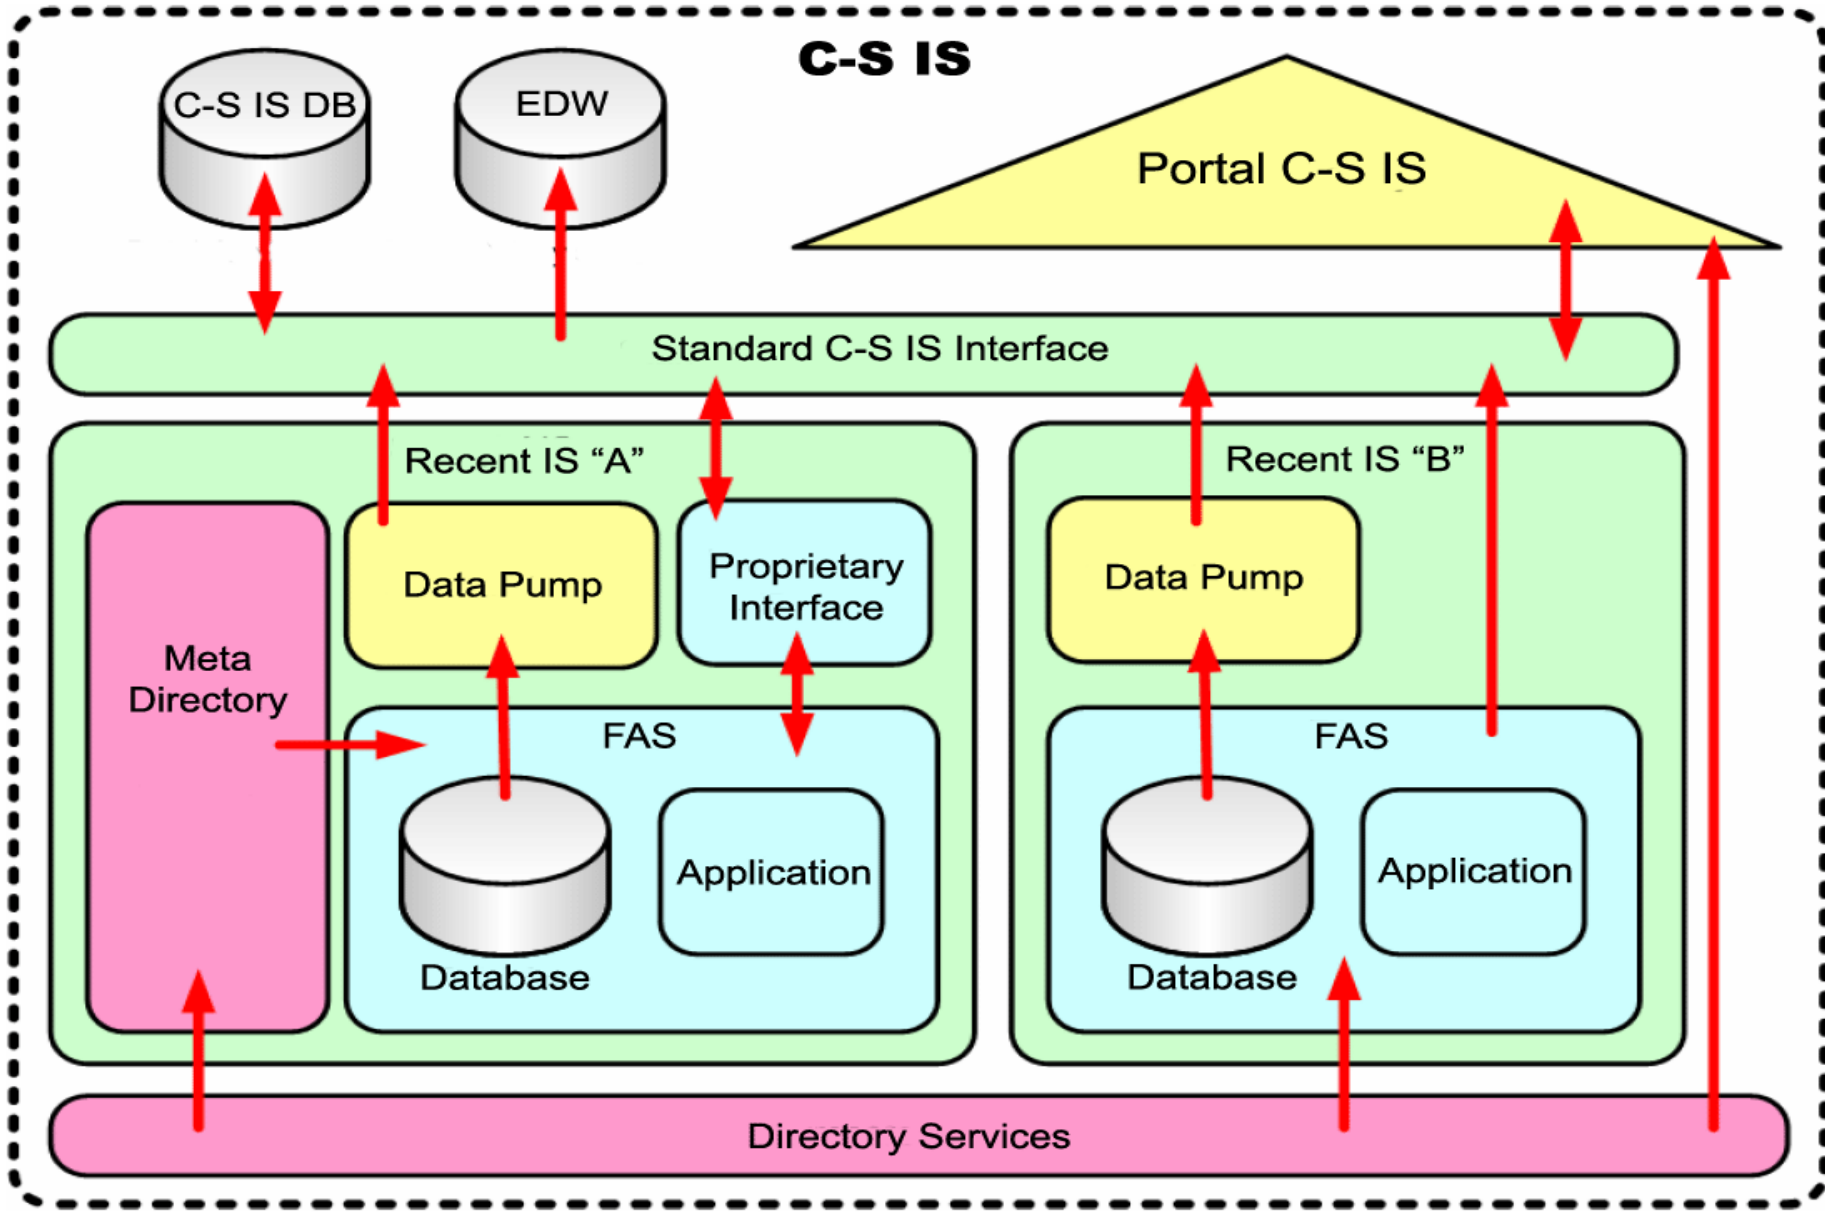 C-S IS
C-S IS DB
EDW
Portal C-S IS
Standard C-S IS Interface
Recent IS “A”
Recent IS “B”
Data Pump
Proprietary
Interface
Data Pump
Meta
Directory
FAS
FAS
Application
Application
Database
Database
Directory Services